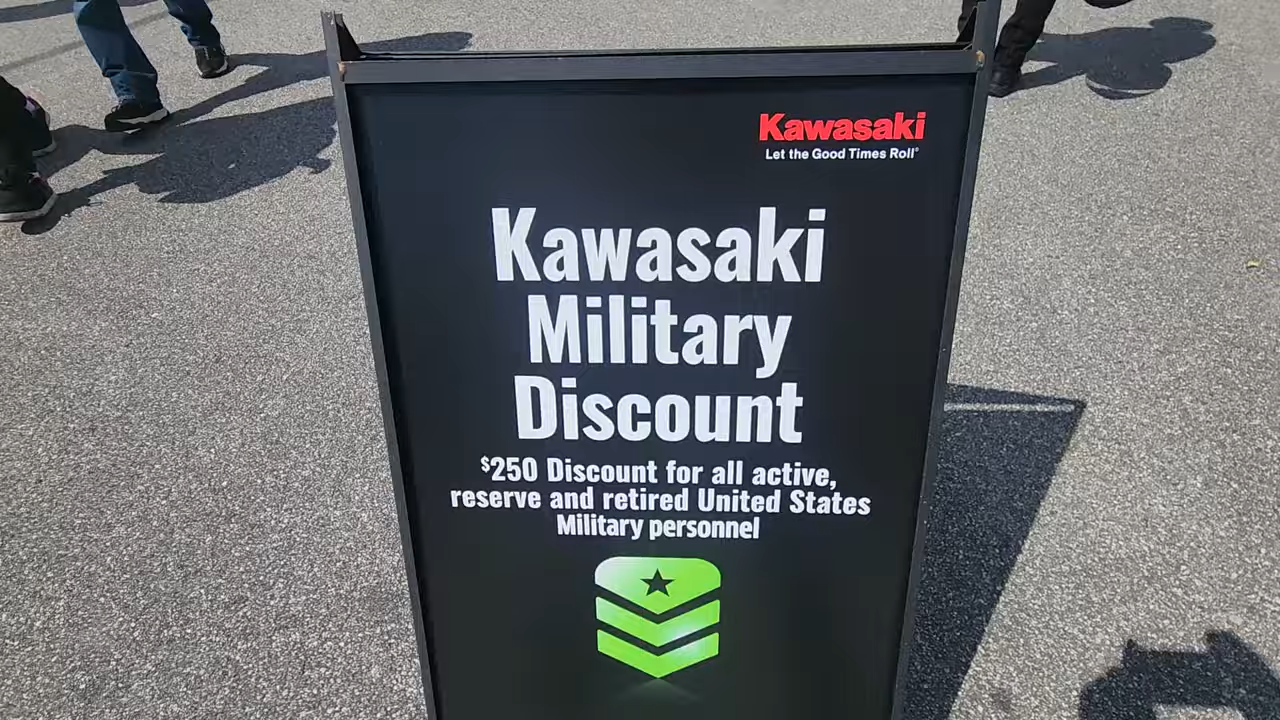 Kawasaki
Let the Good Times Roll®
Kawasaki
Military
Discount
$250 Discount for all active,
reserve and retired United States
Military personnel